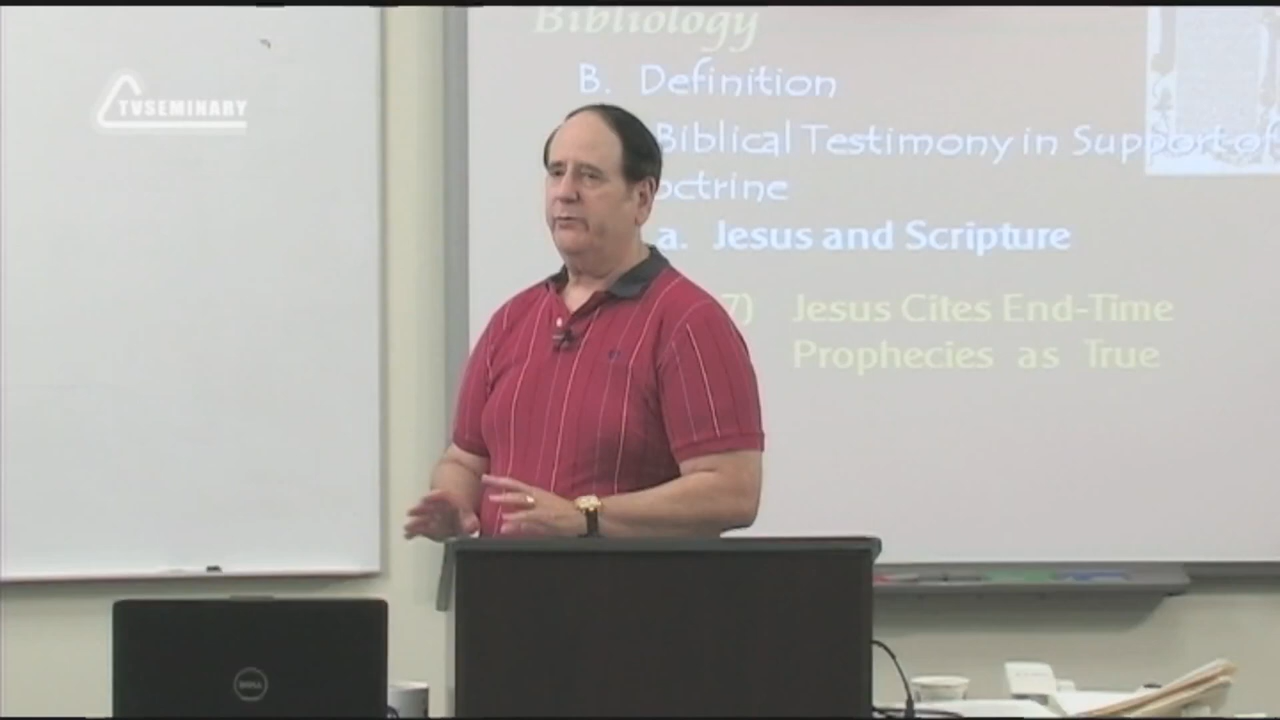 Bibliology
TVSEMINARY
B. Definition
Biblical Testimony in Support of
octrine
a. Jesus and Scripture
7) Jesus Cites End-Time
Prophecies as True
DELL